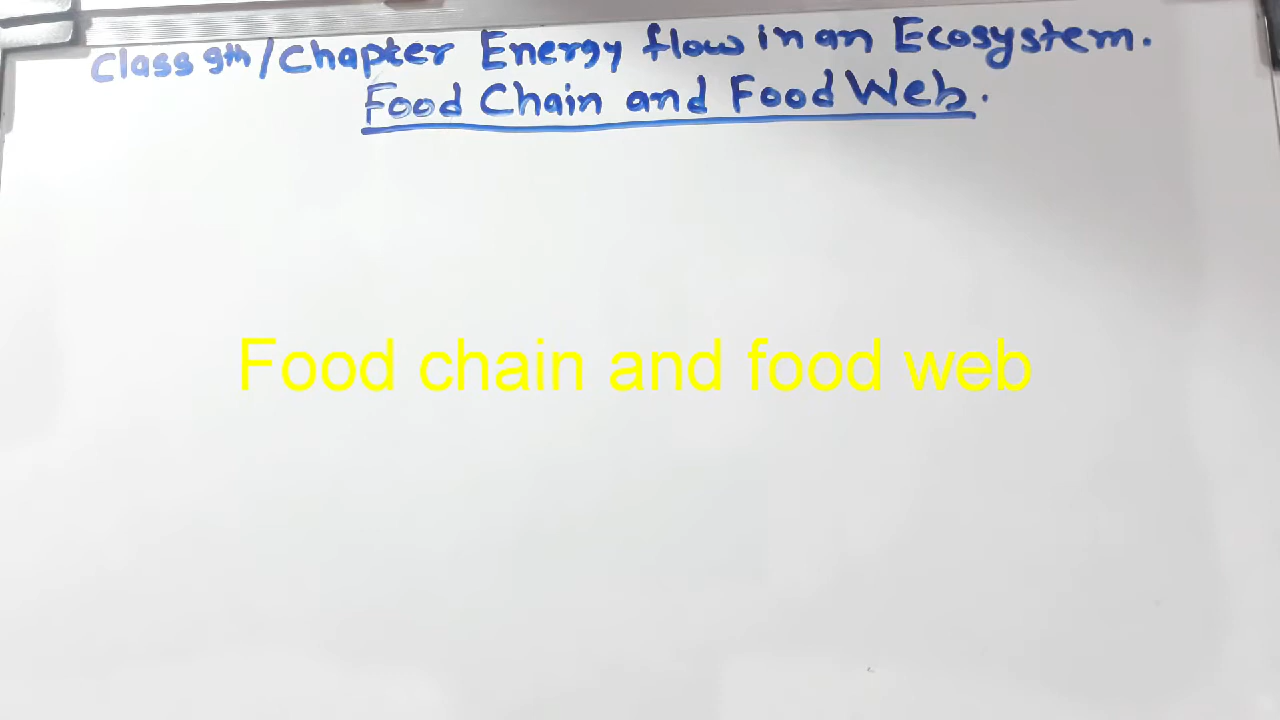 Class 9th/Chapter Energy flow in an Ecosystem.
Food Chain and Food Web.
Food chain and food web